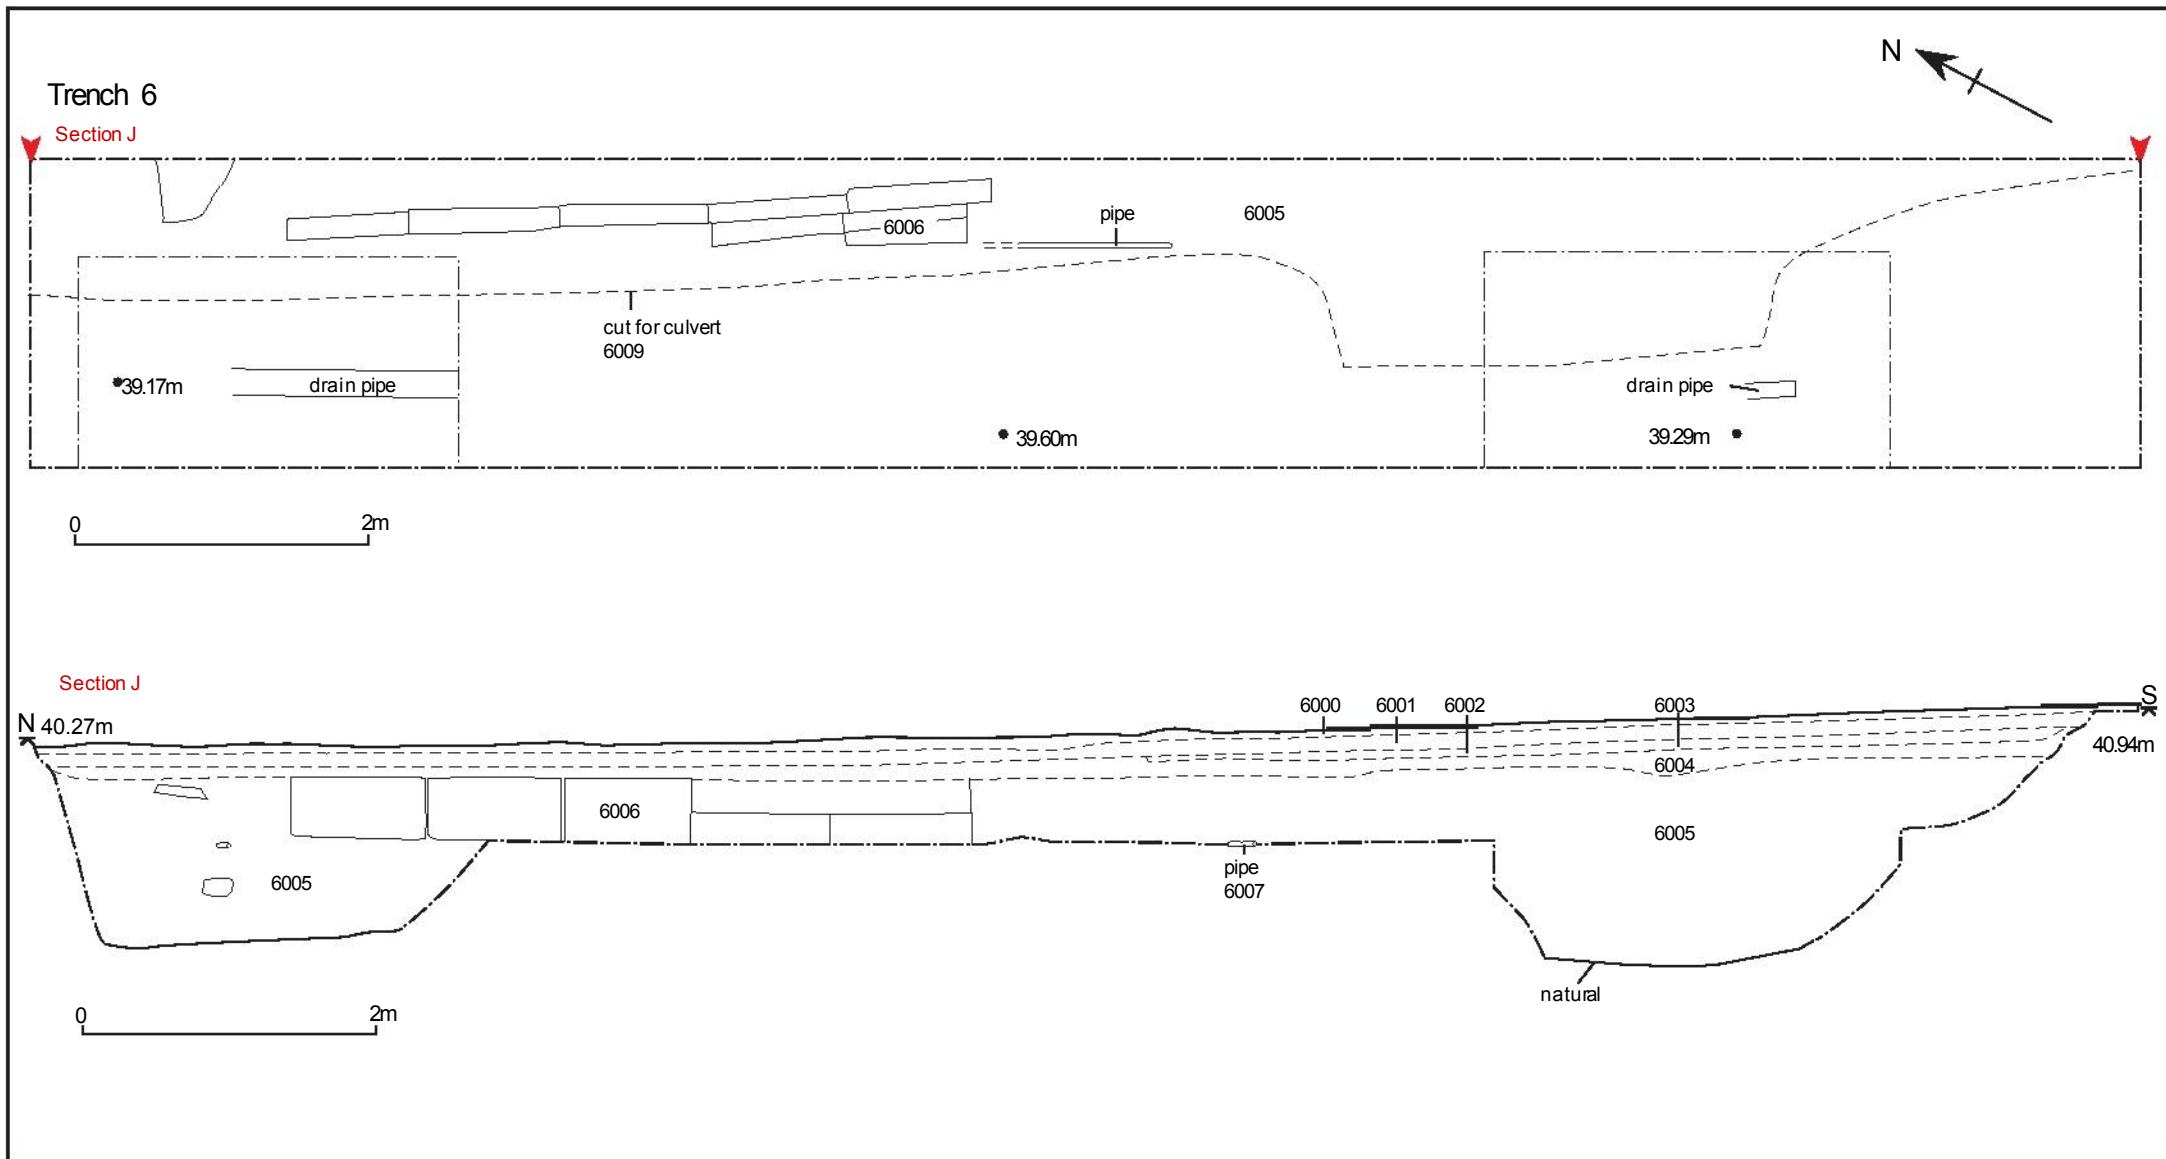 N
Trench 6
Section J
6006
pipe
6005
cut for culvert
6009
39.17m
drain pipe
drain pipe
39.60m
39.29m
0 2m
Section J
N 40.27m
6000 6001 6002 6003
S
40.94m
6004
6006
6005
6005
pipe
6007
natural
0 2m